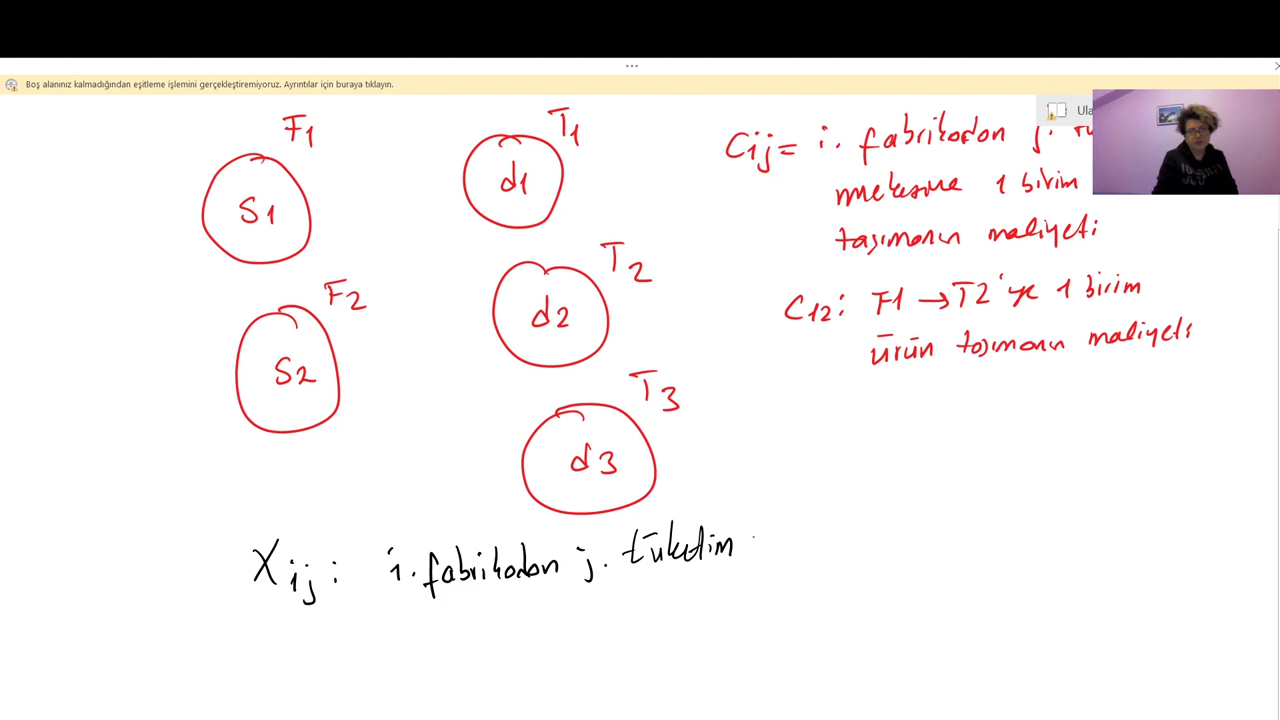 Boş alanınız kalmadığından eşitleme işlemini gerçekleştiremiyoruz. Ayrıntılar için buraya tıklayın.
Ula
F1
T1
S1
d1
Cij= i. fabrikadan j.
merkezine 1 birim
taşımanın maliyeti
F2
T2
S2
d2
C12: F1 → T2'ye 1 birim
ürün taşımanın maliyeti
T3
d3
Xij: i. fabrikadan j. tüketim